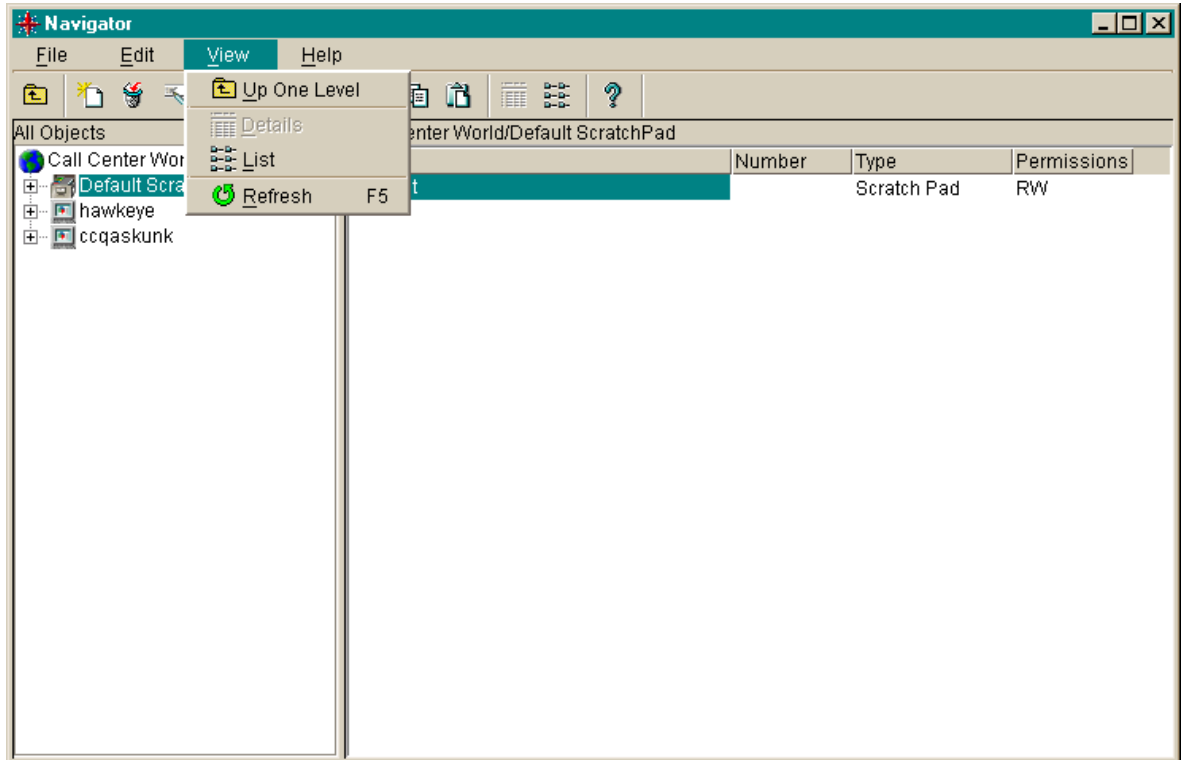 Navigator
File Edit View Help
Up One Level
Details
List
Refresh F5
All Objects
enter World/Default ScratchPad
Number Type Permissions
Call Center Wor
Default Scra
t Scratch Pad RW
hawkeye
ccqaskunk